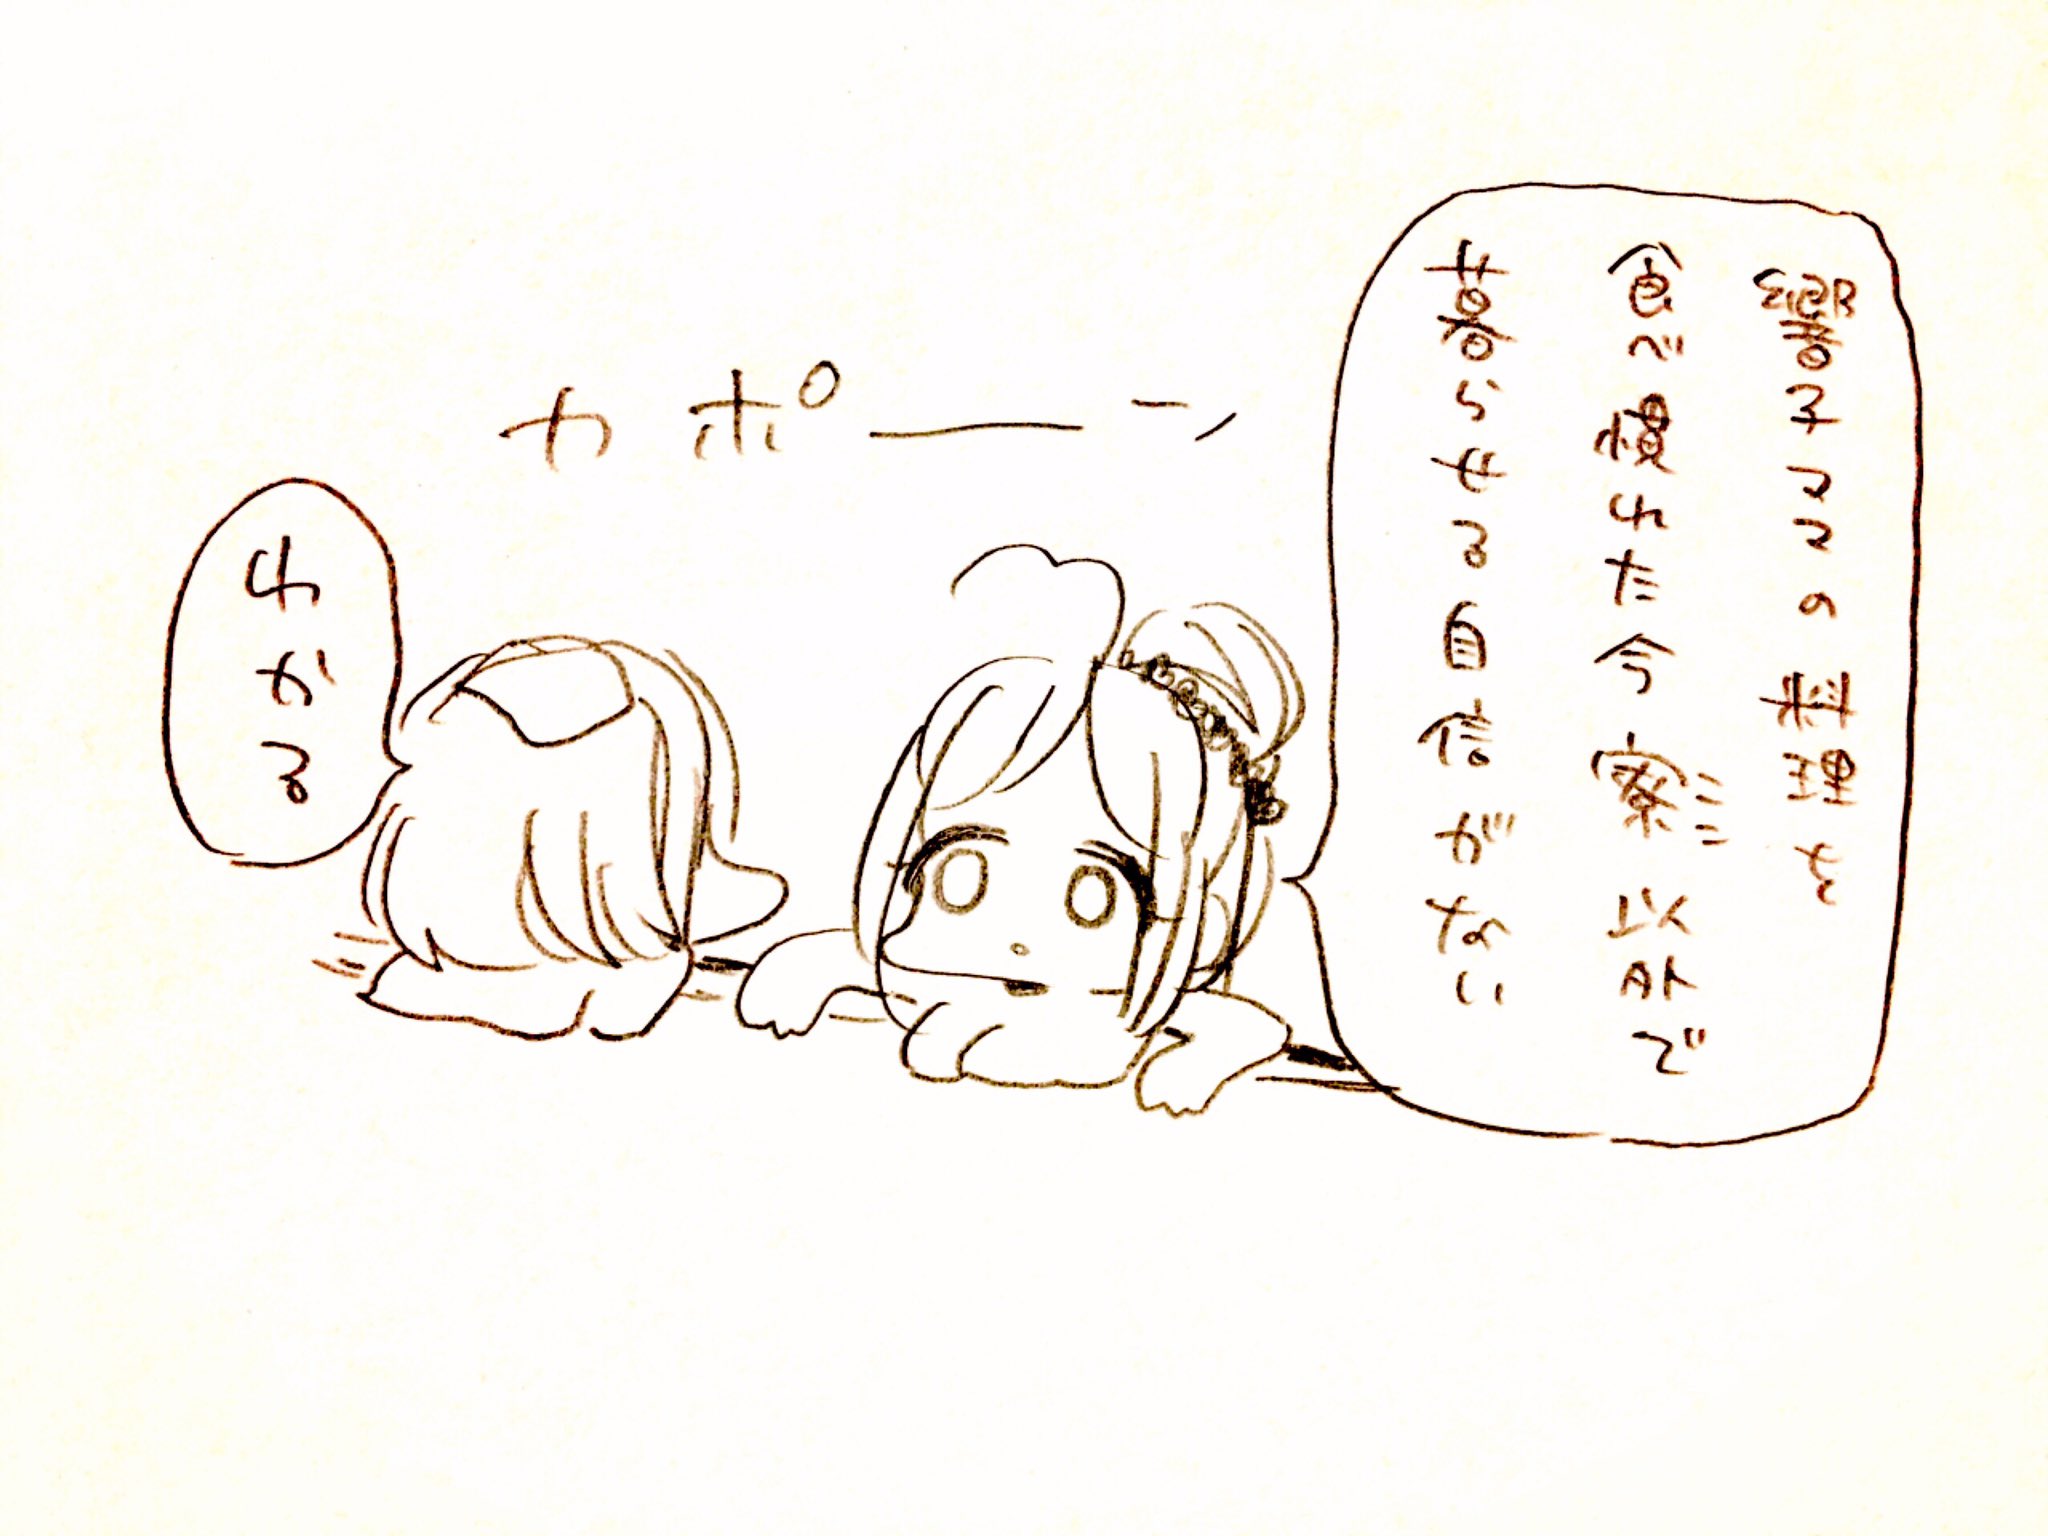 響子ママの料理を
食べ慣れた今寮以外で
暮らせる自信がない
カポーーン
わかる